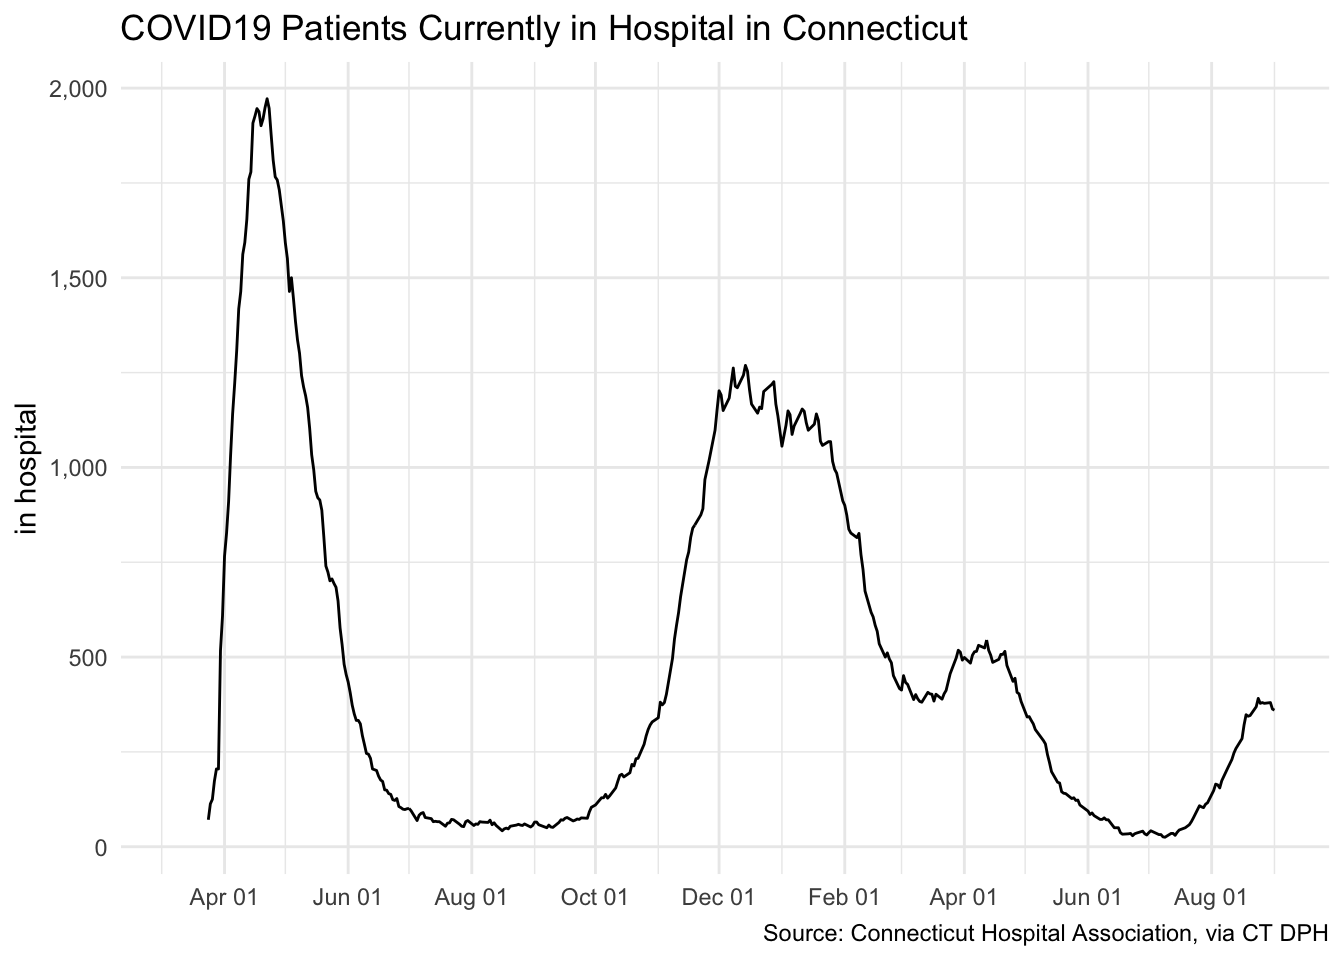 COVID19 Patients Currently in Hospital in Connecticut
2,000
1,500
1,000
500
0
in hospital
Apr 01
Jun 01
Aug 01
Oct 01
Dec 01
Feb 01
Apr 01
Jun 01
Aug 01
Source: Connecticut Hospital Association, via CT DPH